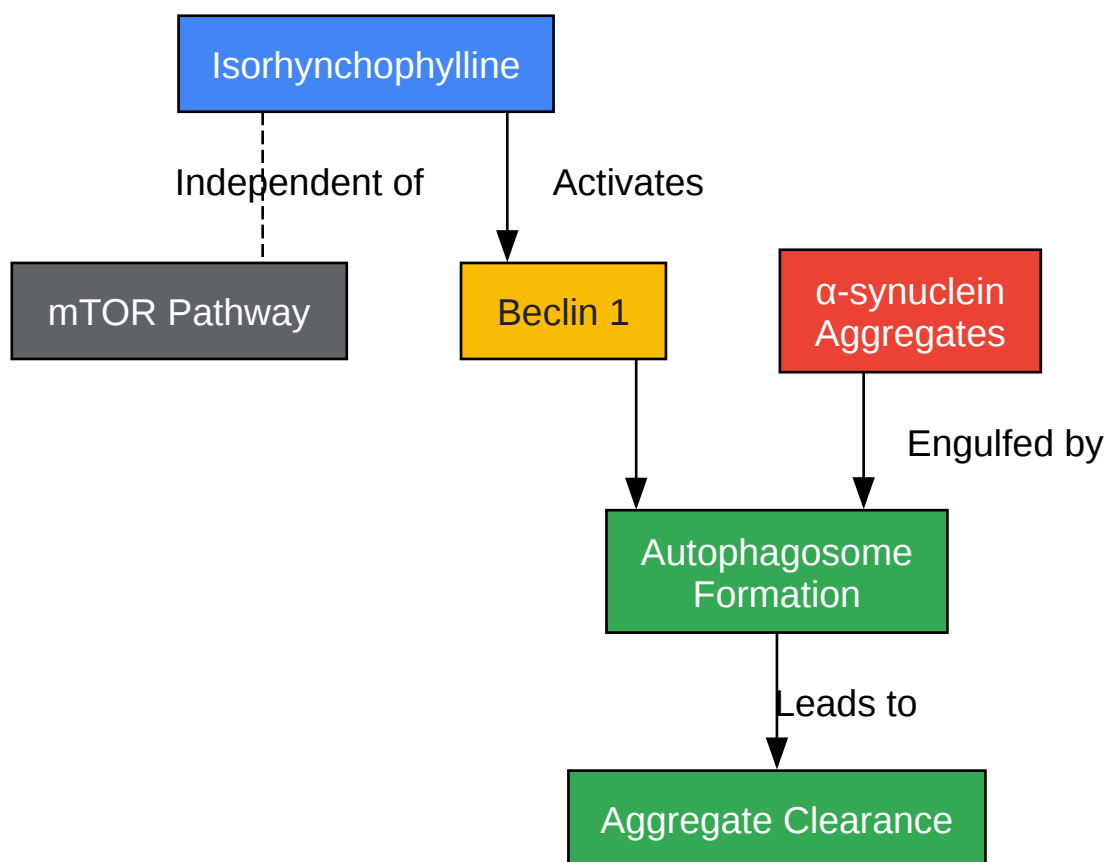 Isorhynchophylline
Independent of
Activates
mTOR Pathway
Beclin 1
α-synuclein
Aggregates
Engulfed by
Autophagosome
Formation
Leads to
Aggregate Clearance